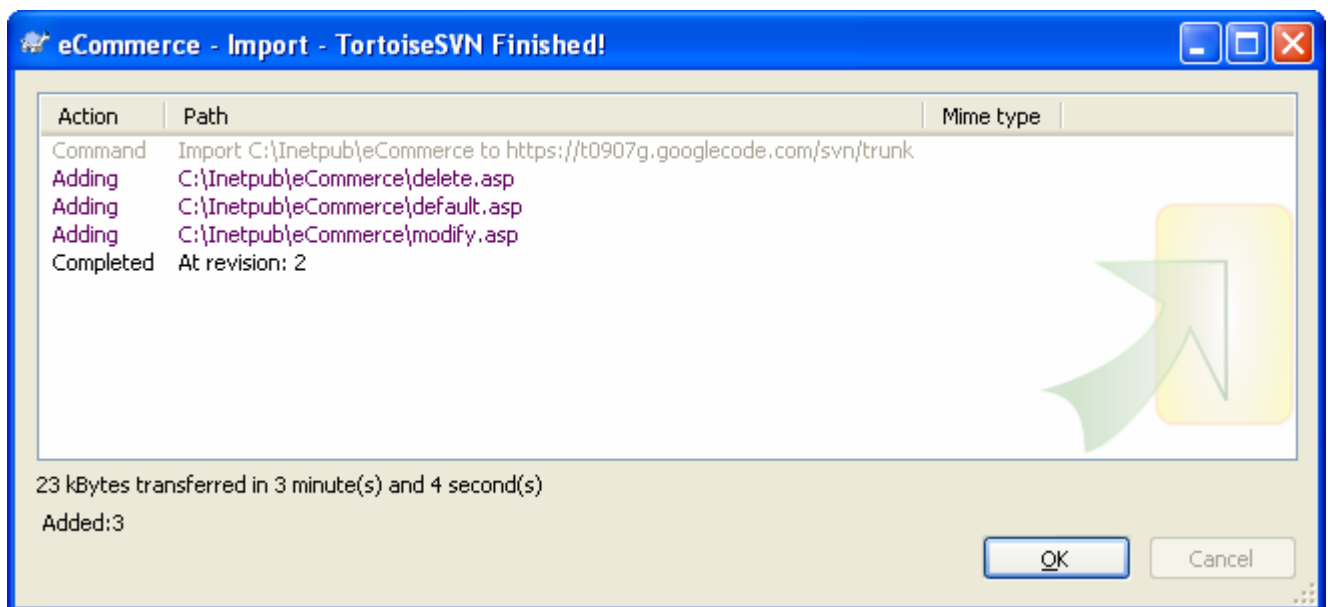 eCommerce - Import - TortoiseSVN Finished!
Action Path Mime type
Command Import C:\Inetpub\eCommerce to https://t0907g.googlecode.com/svn/trunk
Adding C:\Inetpub\eCommerce\delete.asp
Adding C:\Inetpub\eCommerce\default.asp
Adding C:\Inetpub\eCommerce\modify.asp
Completed At revision: 2
23 kBytes transferred in 3 minute(s) and 4 second(s)
Added:3
OK Cancel